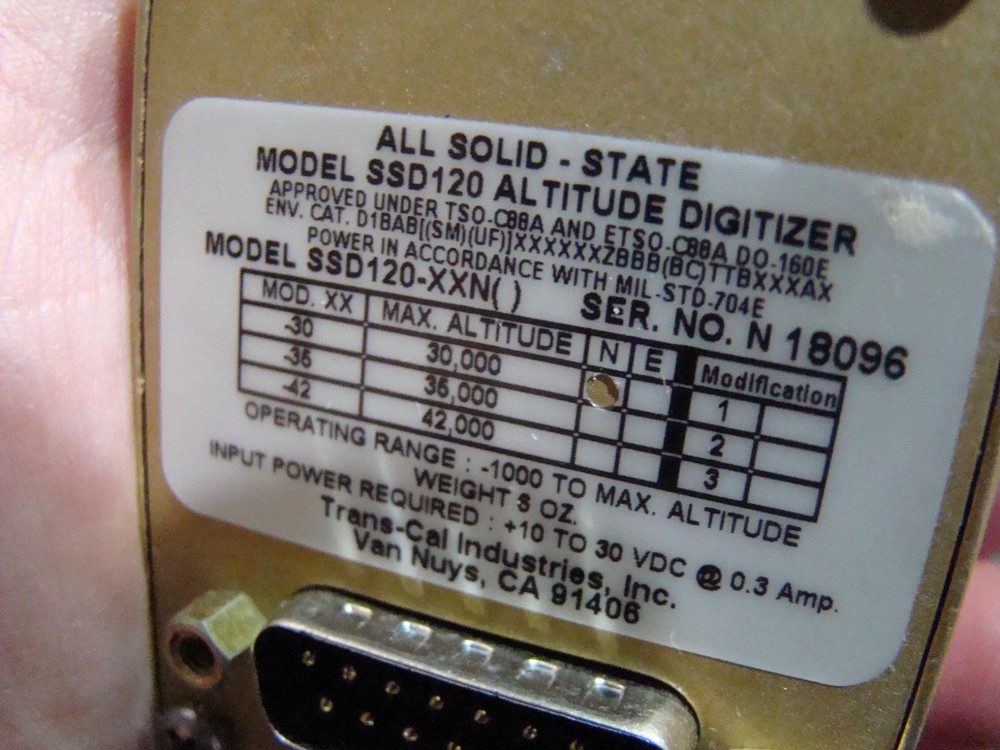 ALL SOLID - STATE
MODEL SSD120 ALTITUDE DIGITIZER
APPROVED UNDER TSO-C88A AND ETSO-C88A DO-160E
ENV. CAT. D1BAB[(SM)(UF)]XXXXXXZBBB(BC)TTBXXXAX
POWER IN ACCORDANCE WITH MIL-STD-704E
MODEL SSD120-XXN( ) SER. NO. N 18096
MOD. XX MAX. ALTITUDE N E Modification
-30 30,000 1
-35 35,000 2
-42 42,000 3
OPERATING RANGE : -1000 TO MAX. ALTITUDE
WEIGHT 8 OZ.
INPUT POWER REQUIRED : +10 TO 30 VDC @ 0.3 Amp.
Trans-Cal Industries, Inc.
Van Nuys, CA 91406